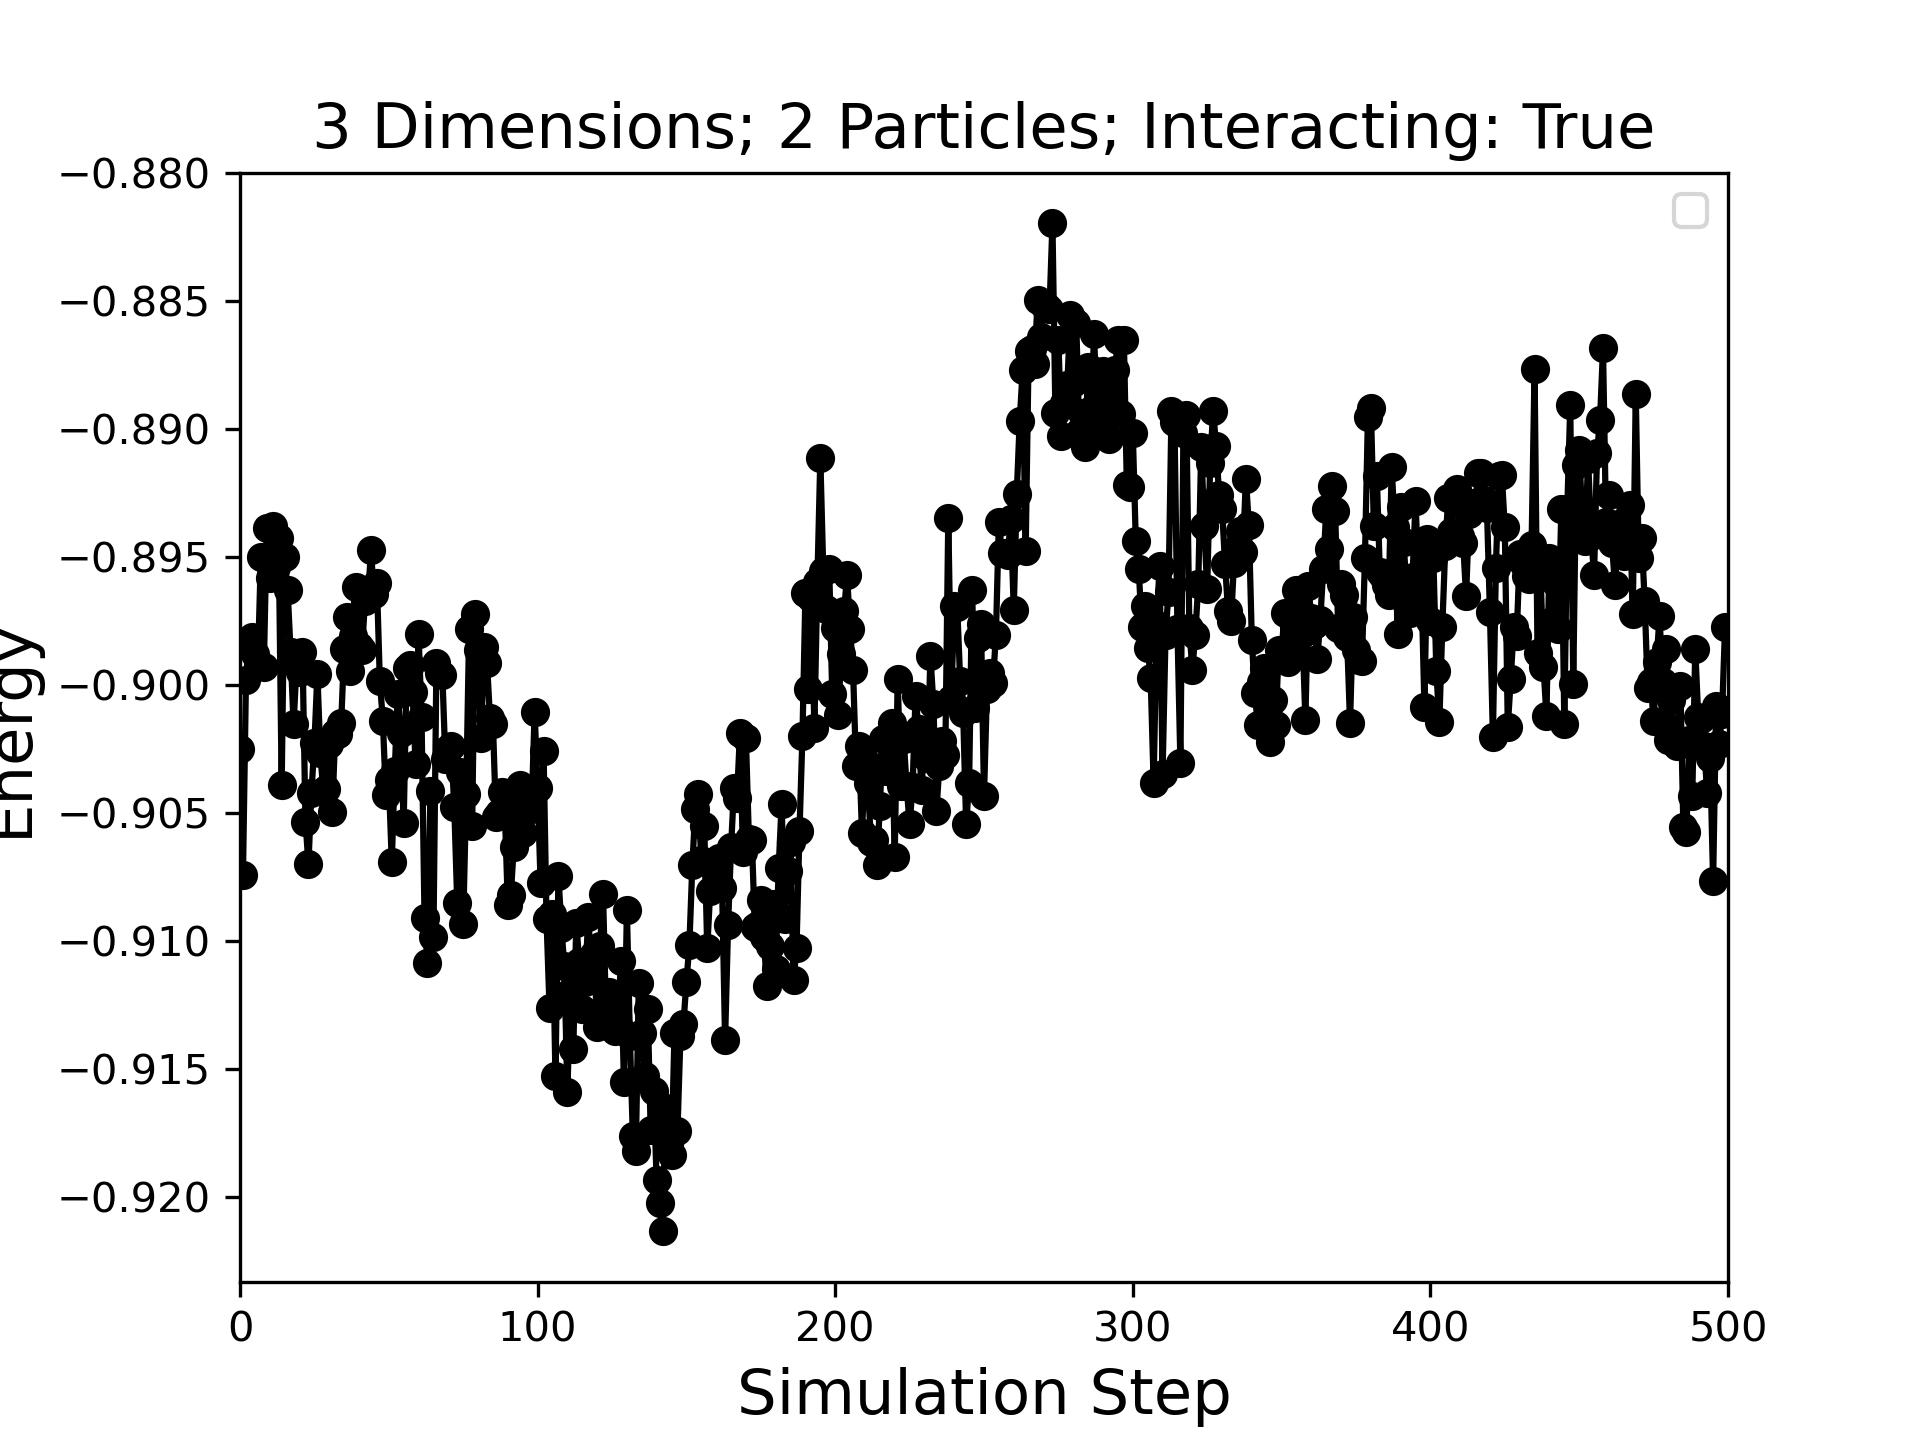 3 Dimensions; 2 Particles; Interacting: True
−0.880
−0.885
−0.890
−0.895
−0.900
−0.905
−0.910
−0.915
−0.920
Energy
0 100 200 300 400 500
Simulation Step